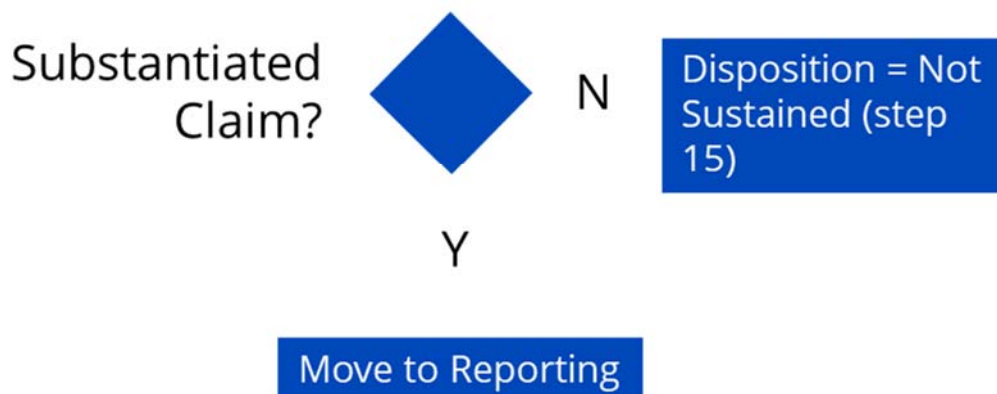 Substantiated
Claim?
N
Disposition = Not
Sustained (step
15)
Y
Move to Reporting